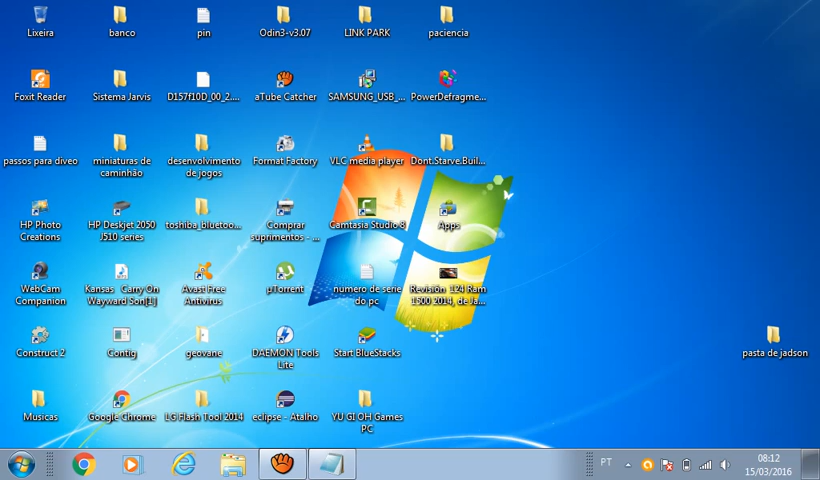 Lixeira
banco
pin
Odin3-v3.07
LINK PARK
paciencia
Foxit Reader
Sistema Jarvis
D157f10D_00_2....
aTube Catcher
SAMSUNG_USB_...
PowerDefragme...
passos para diveo
miniaturas de
caminhão
desenvolvimento
de jogos
Format Factory
VLC media player
Dont.Starve.Buil...
HP Photo
Creations
HP Deskjet 2050
J510 series
toshiba_bluetoo...
Comprar
suprimentos - ...
Camtasia Studio 8
Apps
WebCam
Companion
Kansas Carry On
Wayward Son[1]
Avast Free
Antivirus
µTorrent
numero de serie
do pc
Revisión 124 Ram
1500 2014, de Ja...
Construct 2
Contig
geovane
DAEMON Tools
Lite
Start BlueStacks
pasta de jadson
Musicas
Google Chrome
LG Flash Tool 2014
eclipse - Atalho
YU GI OH Games
PC
PT
08:12
15/03/2016